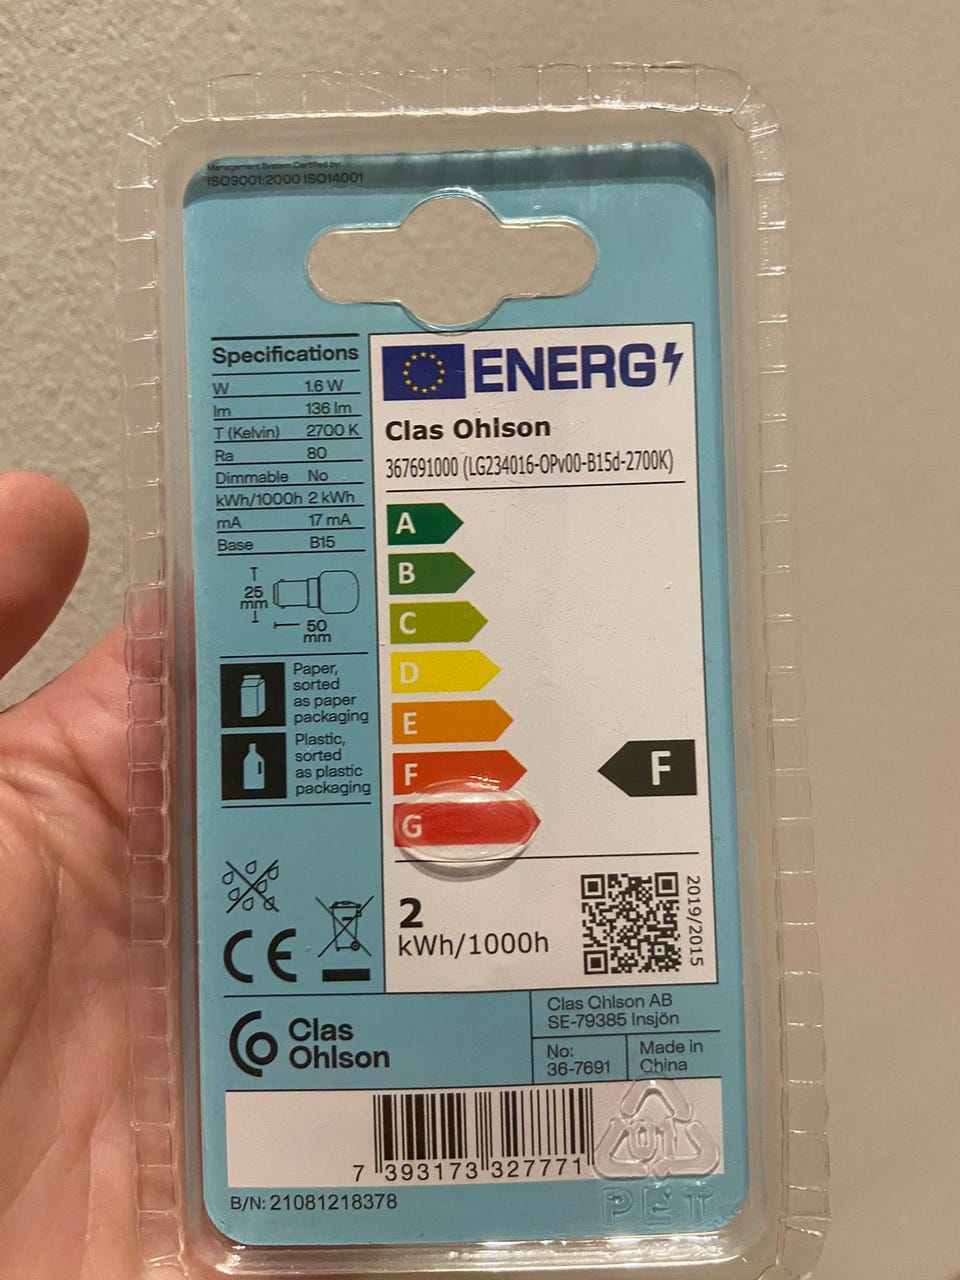 Management System Certified by:
ISO9001:2000 ISO14001
Specifications
W 1.6 W
lm 136 lm
T (Kelvin) 2700 K
Ra 80
Dimmable No
kWh/1000h 2 kWh
mA 17 mA
Base B15
25
mm
50
mm
Paper,
sorted
as paper
packaging
Plastic,
sorted
as plastic
packaging
CE
ENERG
Clas Ohlson
367691000 (LG234016-OPv00-B15d-2700K)
A
B
C
D
E
F
F
G
2
kWh/1000h
2019/2015
Clas
Ohlson
Clas Ohlson AB
SE-79385 Insjön
No:
36-7691
Made in
China
7 393173 327771
B/N: 21081218378
01
PET